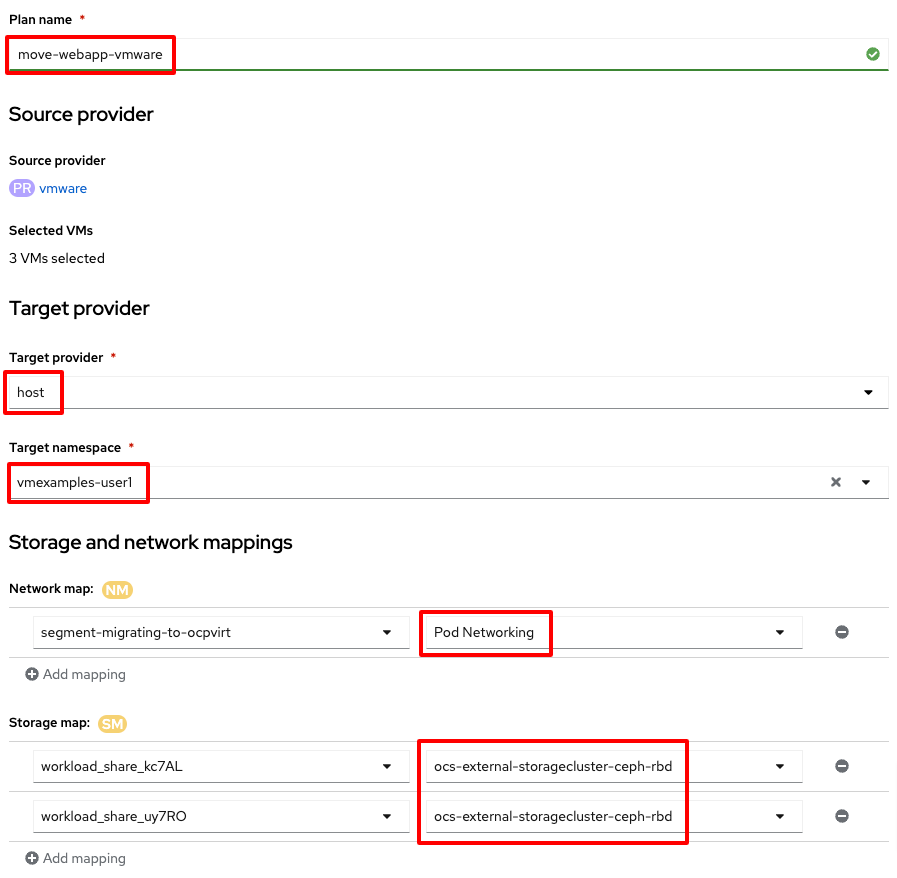 Plan name *
move-webapp-vmware
Source provider
Source provider
PR vmware
Selected VMs
3 VMs selected
Target provider
Target provider *
host
Target namespace *
vmexamples-user1
Storage and network mappings
Network map: NM
segment-migrating-to-ocpvirt Pod Networking
Add mapping
Storage map: SM
workload_share_kc7AL ocs-external-storagecluster-ceph-rbd
workload_share_uy7RO ocs-external-storagecluster-ceph-rbd
Add mapping